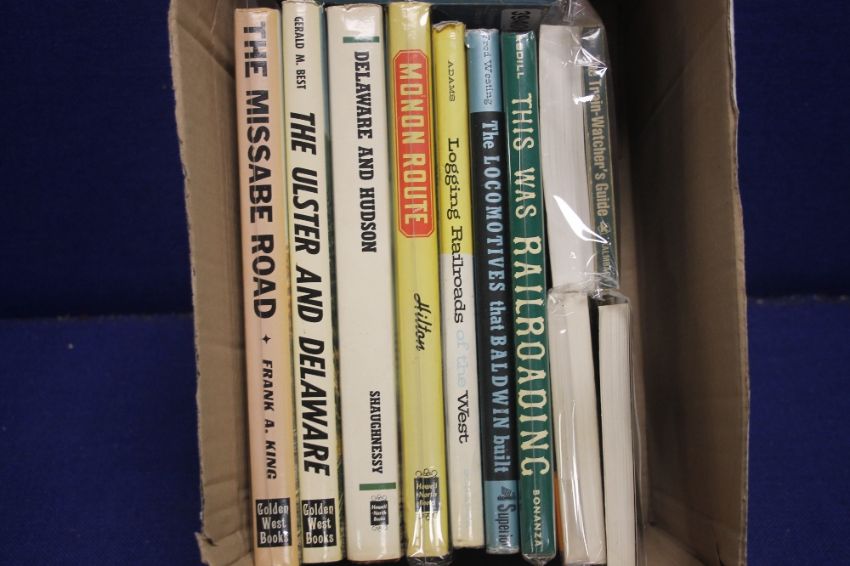 THE MISSABE ROAD ✦ FRANK A. KING
Golden
West
Books
GERALD M. BEST
THE ULSTER AND DELAWARE
Golden
West
Books
DELAWARE AND HUDSON
SHAUGHNESSY
Howell
North
Books
MONON ROUTE
Hilton
Howell
North
Books
ADAMS
Logging Railroads of the West
Fred Westing
The LOCOMOTIVES that BALDWIN built
Superior
THIS WAS RAILROADING
BONANZA
Train-Watcher's Guide